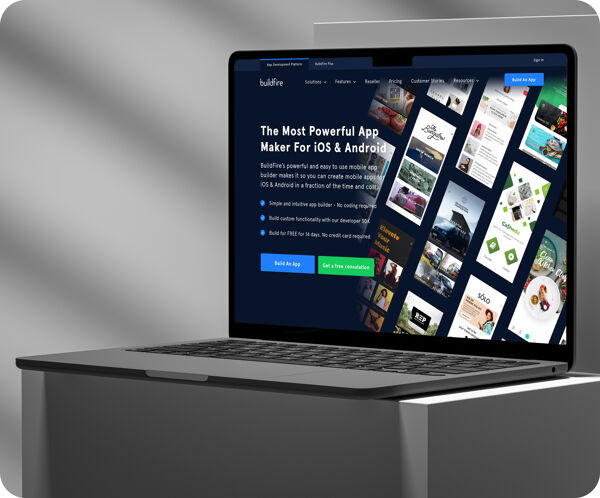 App Development Platform BuildFire Plus Sign In
buildfire Solutions Features Reseller Pricing Customer Stories Resources Build An App
The Most Powerful App
Maker For iOS & Android
BuildFire's powerful and easy to use mobile app
builder makes it so you can create mobile apps for
iOS & Android in a fraction of the time and cost.
Simple and intuitive app builder - No coding required
Build custom functionality with our developer SDK
Build for FREE for 14 days. No credit card required
Build An App Get a free consulation
Elevate
Your
Music
SOLO
REP